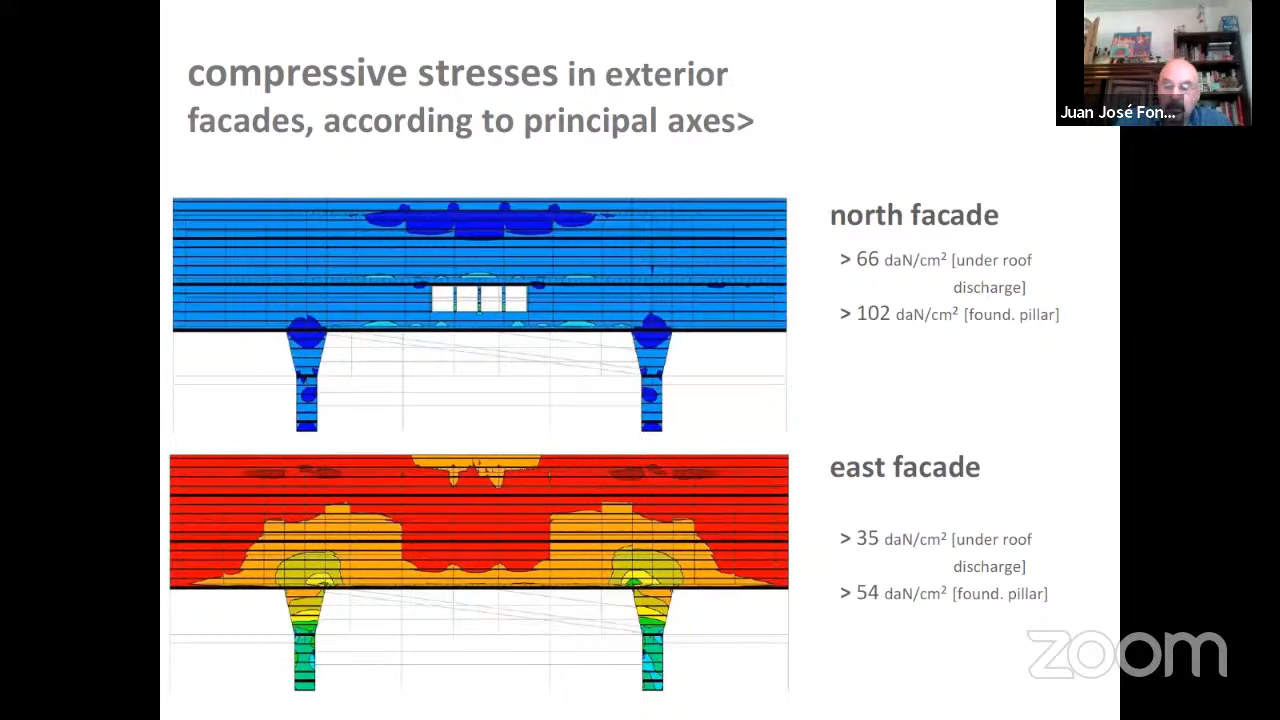 compressive stresses in exterior
facades, according to principal axes>
Juan José Fon...
north facade
> 66 daN/cm² [under roof
discharge]
> 102 daN/cm² [found. pillar]
east facade
> 35 daN/cm² [under roof
discharge]
> 54 daN/cm² [found. pillar]
zoom